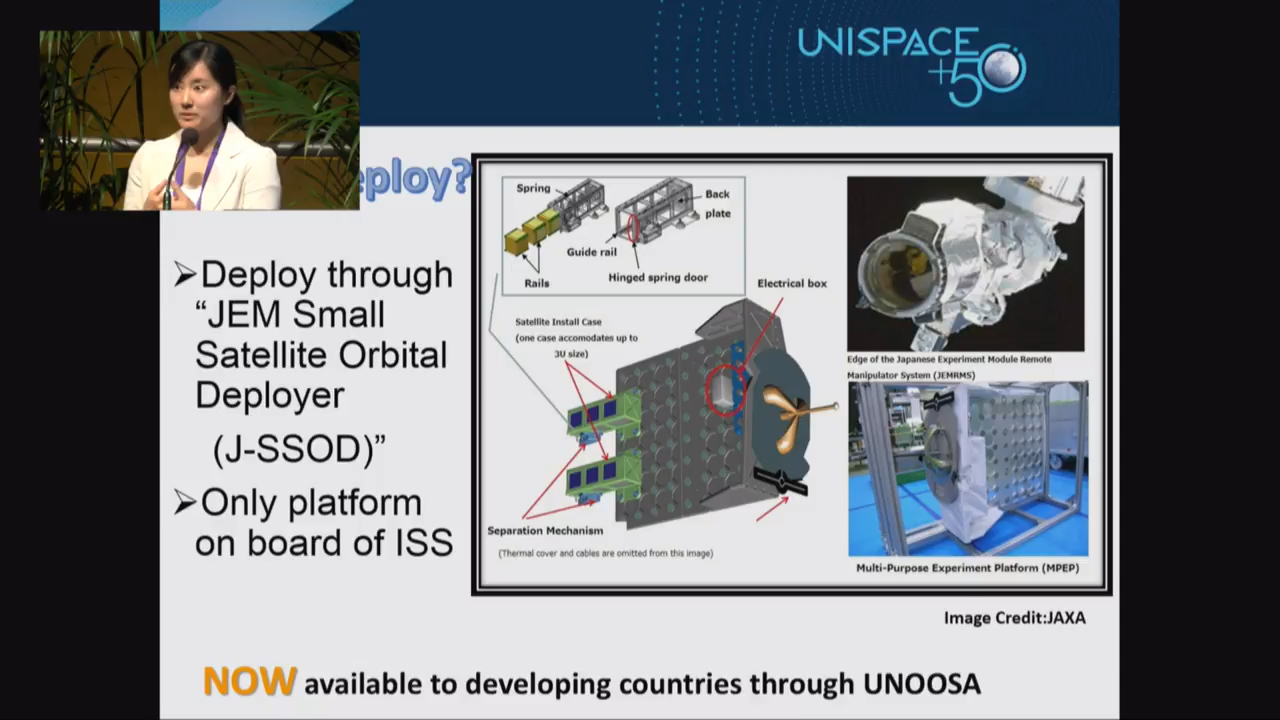 UNISPACE
+50
eploy?
➢Deploy through
“JEM Small
Satellite Orbital
Deployer
(J-SSOD)”
➢Only platform
on board of ISS
Spring
Back
plate
Guide rail
Hinged spring door
Rails
Electrical box
Satellite Install Case
(one case accomodates up to
3U size)
Separation Mechanism
(Thermal cover and cables are omitted from this image)
Edge of the Japanese Experiment Module Remote
Manipulator System (JEMRMS)
Multi-Purpose Experiment Platform (MPEP)
Image Credit:JAXA
NOW available to developing countries through UNOOSA